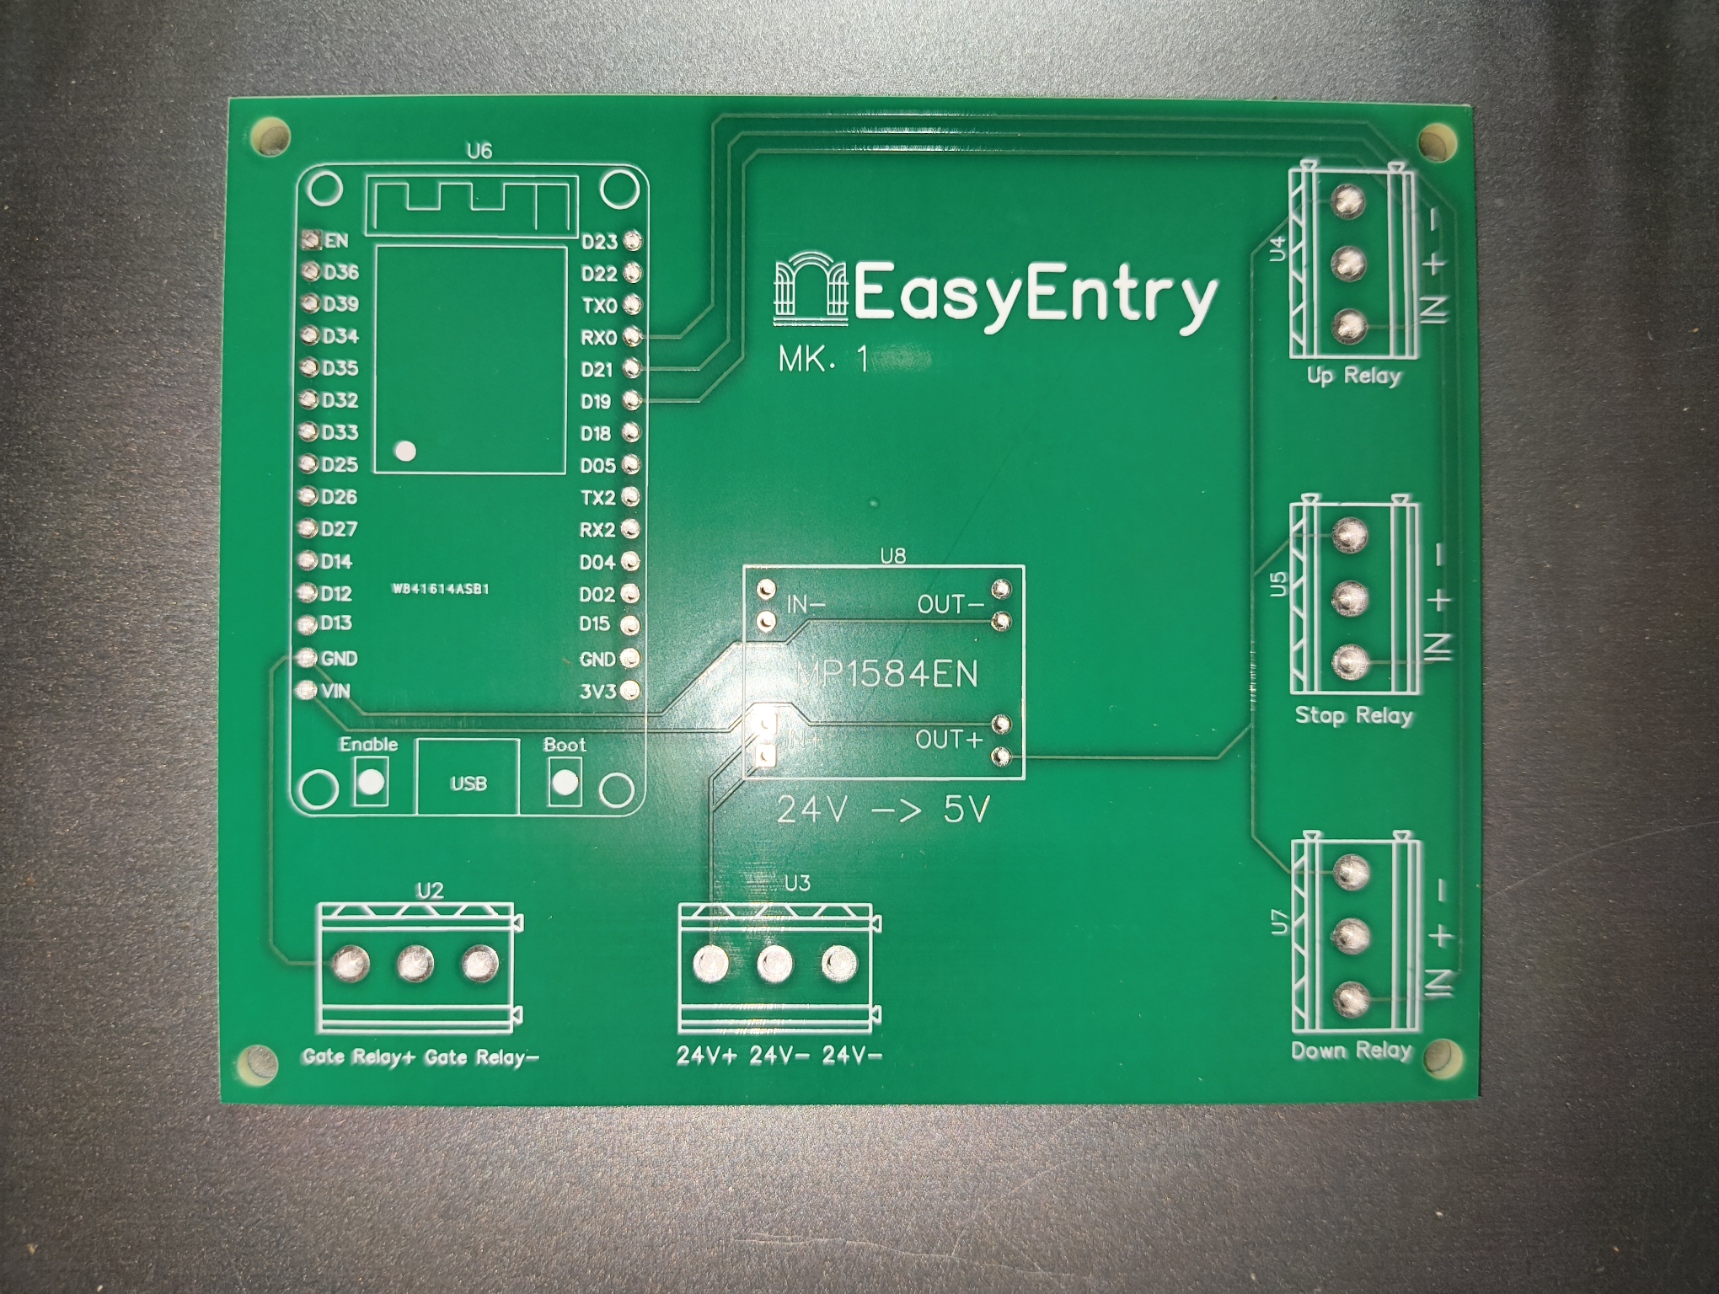 U6
EN
D36
D39
D34
D35
D32
D33
D25
D26
D27
D14
D12
D13
GND
VIN
D23
D22
TX0
RX0
D21
D19
D18
D05
TX2
RX2
D04
D02
D15
GND
3V3
WB41614ASB1
Enable
USB
Boot
EasyEntry
MK. 1
U8
IN-
OUT-
MP1584EN
IN+
OUT+
24V -> 5V
U4
-
+
IN
Up Relay
U5
-
+
IN
Stop Relay
U7
-
+
IN
Down Relay
U2
Gate Relay+ Gate Relay-
U3
24V+ 24V- 24V-